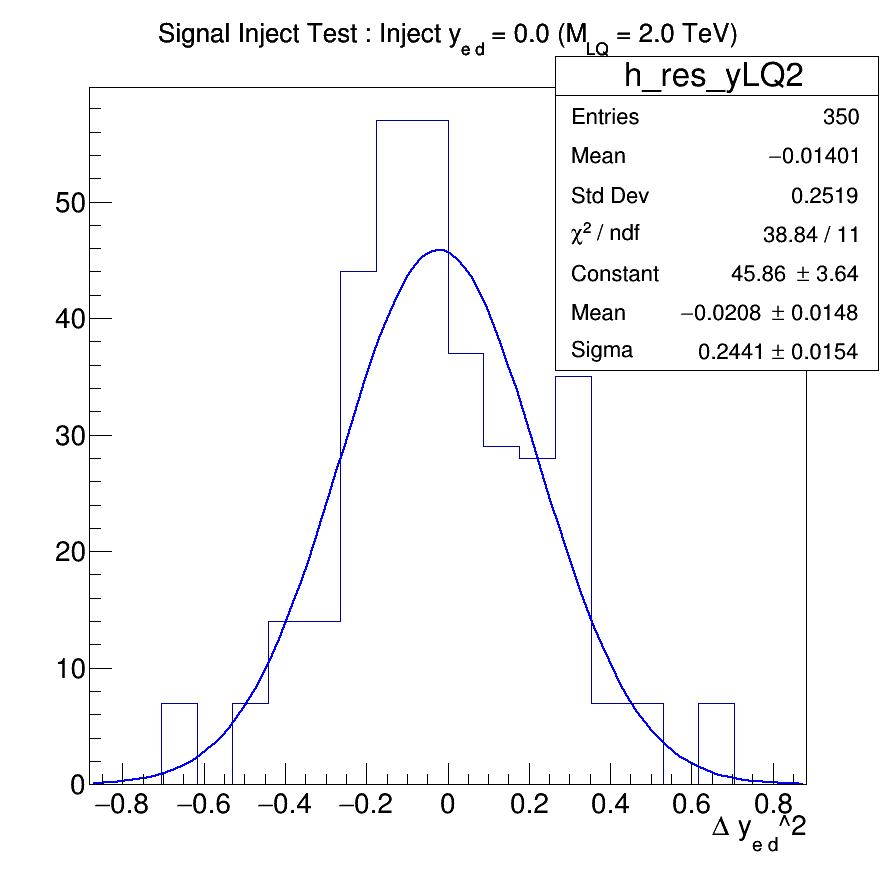 Signal Inject Test : Inject y_{e d} = 0.0 (M_{LQ} = 2.0 TeV)
h_res_yLQ2
Entries 350
Mean −0.01401
Std Dev 0.2519
χ² / ndf 38.84 / 11
Constant 45.86 ± 3.64
Mean −0.0208 ± 0.0148
Sigma 0.2441 ± 0.0154
50
40
30
20
10
0
−0.8 −0.6 −0.4 −0.2 0 0.2 0.4 0.6 0.8
Δ y_{e d}^2